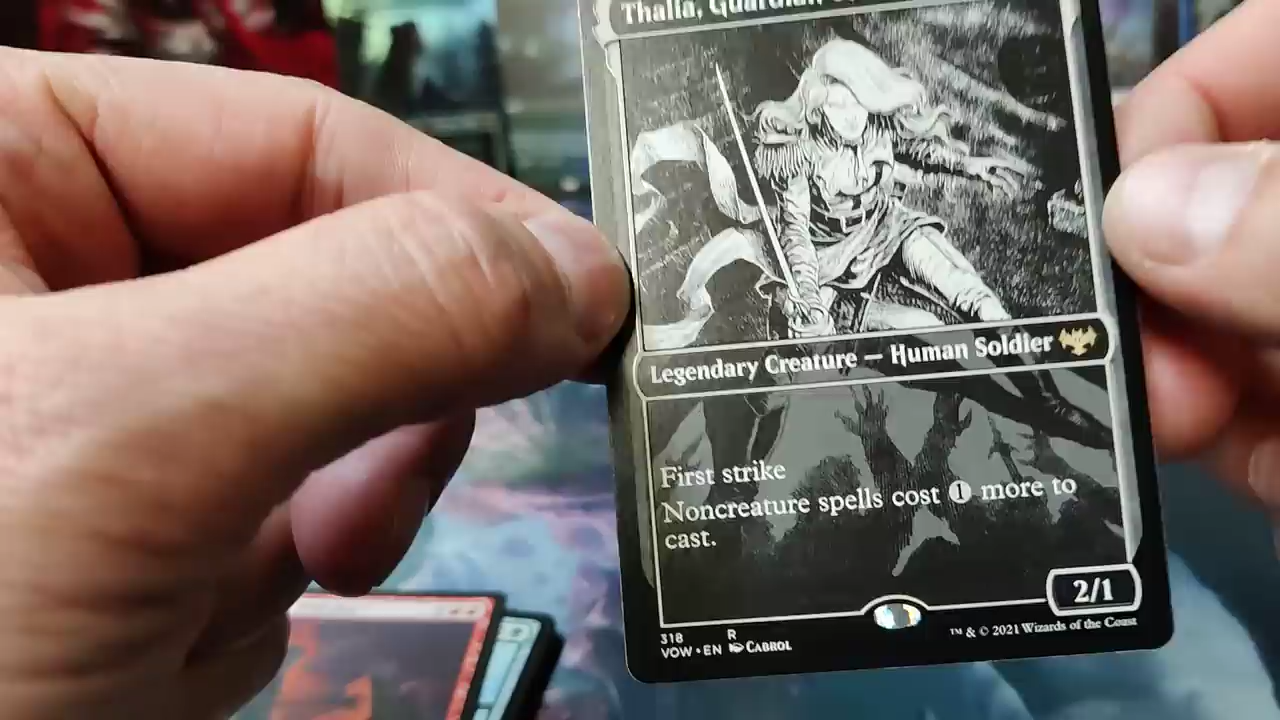 Thalia, Guardian
Legendary Creature — Human Soldier
First strike
Noncreature spells cost 1 more to
cast.
2/1
318 R
VOW • EN CABROL
™ & © 2021 Wizards of the Coast